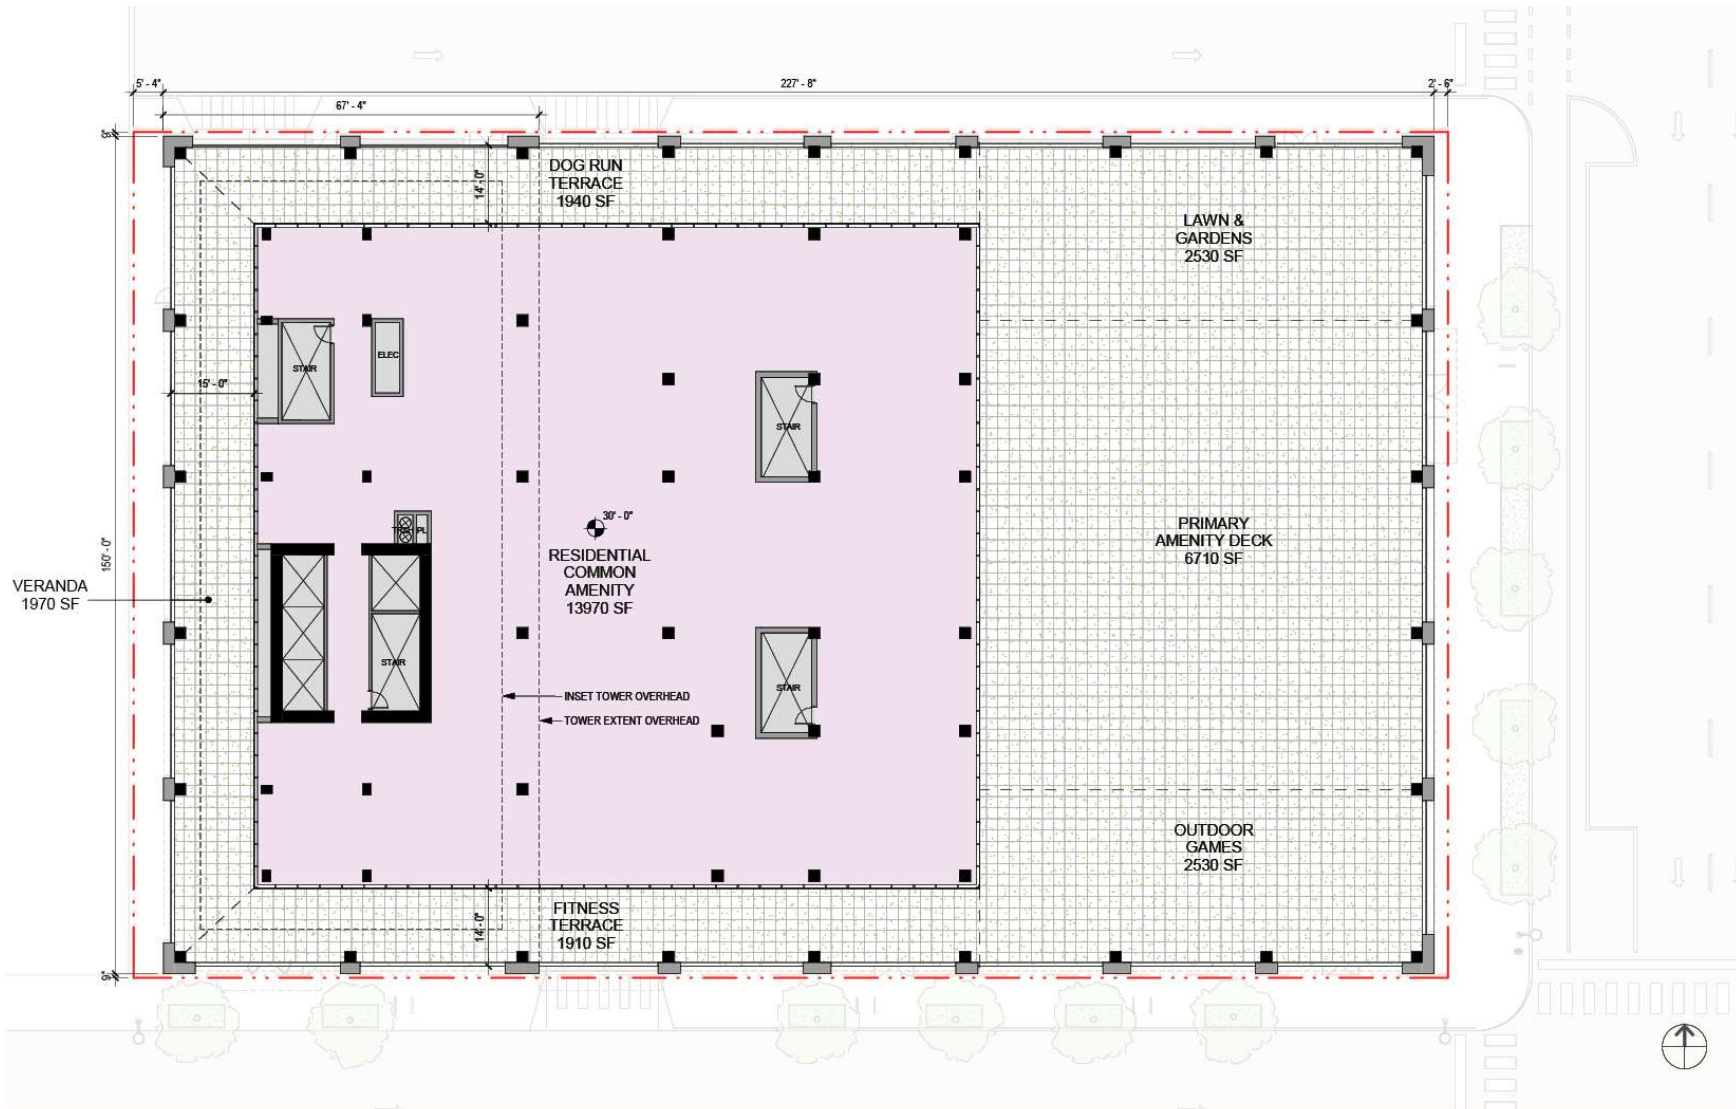 5' - 4"
227' - 8"
2' - 6"
67' - 4"
DOG RUN
TERRACE
1940 SF
14' - 0"
LAWN &
GARDENS
2530 SF
ELEC
STAIR
15' - 0"
STAIR
30' - 0"
RESIDENTIAL
COMMON
AMENITY
13970 SF
PRIMARY
AMENITY DECK
6710 SF
150' - 0"
VERANDA
1970 SF
STAIR
STAIR
INSET TOWER OVERHEAD
TOWER EXTENT OVERHEAD
OUTDOOR
GAMES
2530 SF
FITNESS
TERRACE
1910 SF
14' - 0"
9"